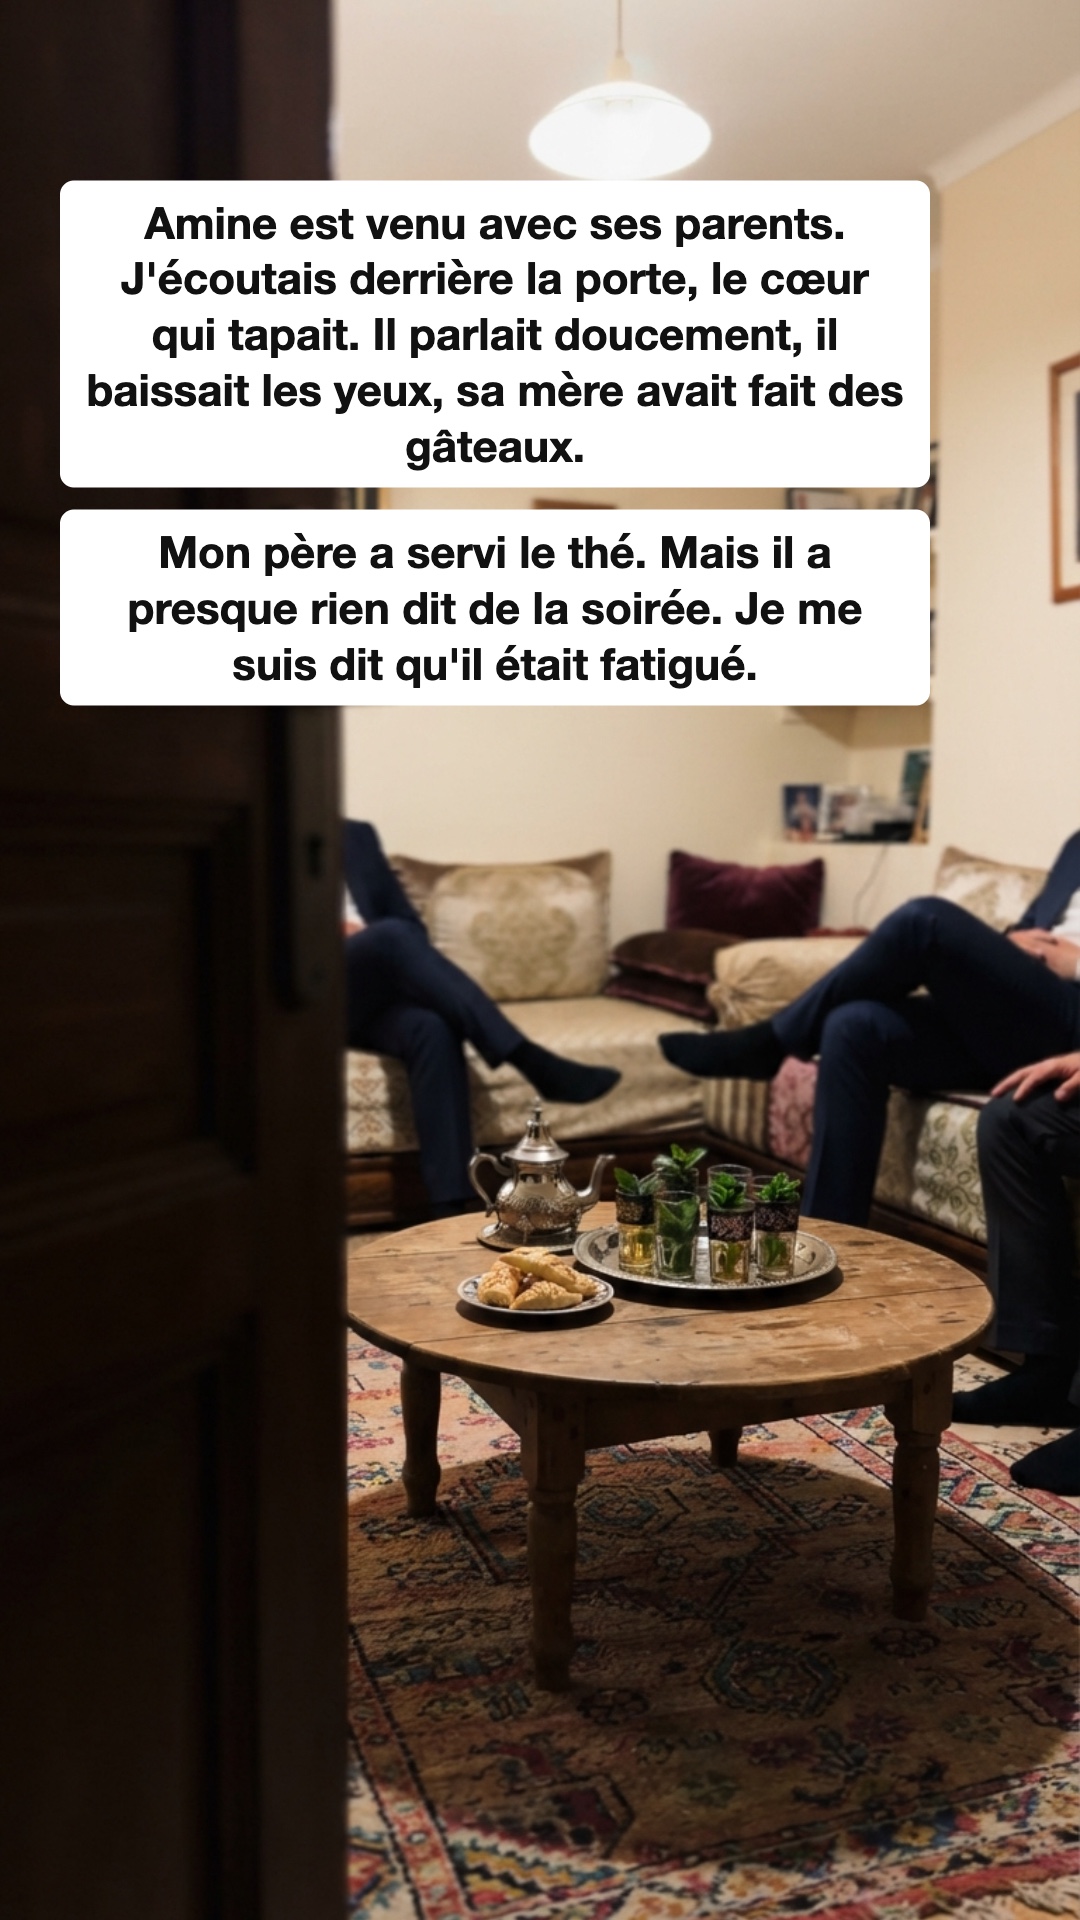 Amine est venu avec ses parents.
J'écoutais derrière la porte, le cœur
qui tapait. Il parlait doucement, il
baissait les yeux, sa mère avait fait des
gâteaux.
Mon père a servi le thé. Mais il a
presque rien dit de la soirée. Je me
suis dit qu'il était fatigué.